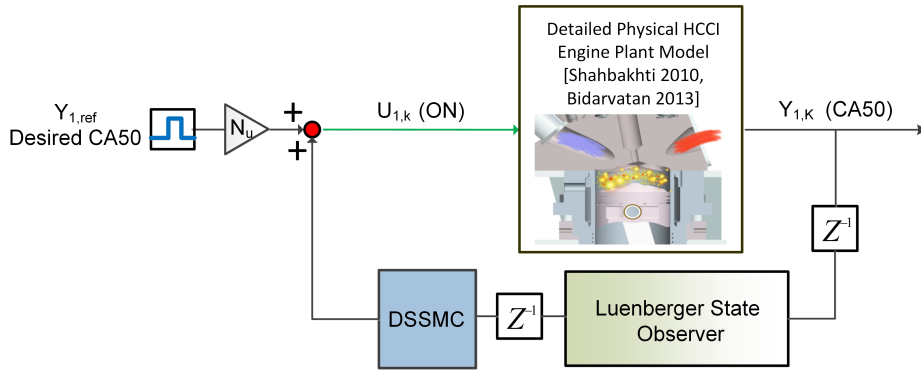 Detailed Physical HCCI
Engine Plant Model
[Shahbakhti 2010,
Bidarvatan 2013]
Y1,ref
Desired CA50
Nu
+
+
U1,k (ON)
Y1,K (CA50)
Z-1
DSSMC
Z-1
Luenberger State
Observer